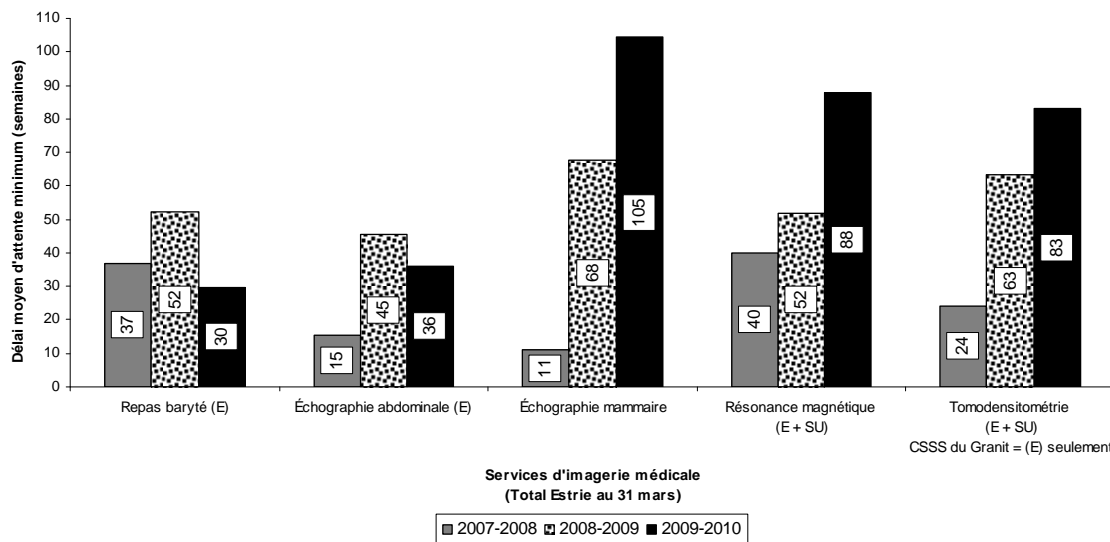 Délai moyen d'attente minimum (semaines)
110
100
90
80
70
60
50
40
30
20
10
0
37
52
30
15
45
36
11
68
105
40
52
88
24
63
83
Repas baryté (E)
Échographie abdominale (E)
Échographie mammaire
Résonance magnétique
(E + SU)
Tomodensitométrie
(E + SU)
CSSS du Granit = (E) seulement
Services d'imagerie médicale
(Total Estrie au 31 mars)
2007-2008 2008-2009 2009-2010